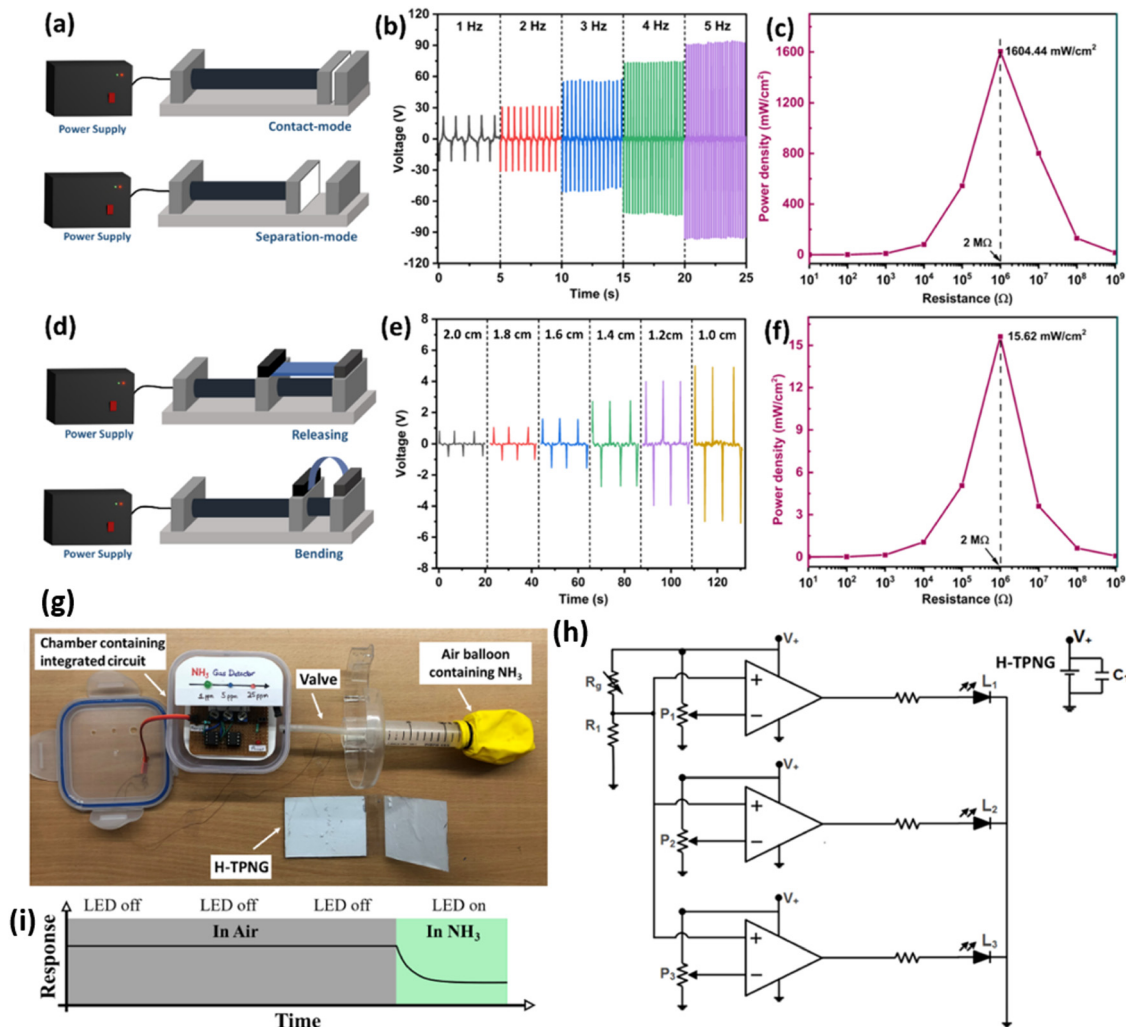 (a)
Power Supply
Contact-mode
Power Supply
Separation-mode
(b)
1 Hz 2 Hz 3 Hz 4 Hz 5 Hz
Voltage (V)
120
90
60
30
0
-30
-60
-90
-120
0 5 10 15 20 25
Time (s)
(c)
1604.44 mW/cm²
Power density (mW/cm²)
1600
1200
800
400
0
2 MΩ
10¹ 10² 10³ 10⁴ 10⁵ 10⁶ 10⁷ 10⁸ 10⁹
Resistance (Ω)
(d)
Power Supply
Releasing
Power Supply
Bending
(e)
2.0 cm 1.8 cm 1.6 cm 1.4 cm 1.2cm 1.0 cm
Voltage (V)
8
6
4
2
0
-2
-4
-6
-8
0 20 40 60 80 100 120
Time (s)
(f)
15.62 mW/cm²
Power density (mW/cm²)
15
12
9
6
3
0
2 MΩ
10¹ 10² 10³ 10⁴ 10⁵ 10⁶ 10⁷ 10⁸ 10⁹
Resistance (Ω)
(g)
Chamber containing
integrated circuit
Valve
Air balloon
containing NH₃
NH₃ Gas Detector
1 ppm 5 ppm 25 ppm
H-TPNG
(h)
V₊
R_g
R₁
P₁
+
−
L₁
V₊
P₂
+
−
L₂
V₊
P₃
+
−
L₃
V₊
H-TPNG
(i)
LED off LED off LED off LED on
In Air In NH₃
Response
Time